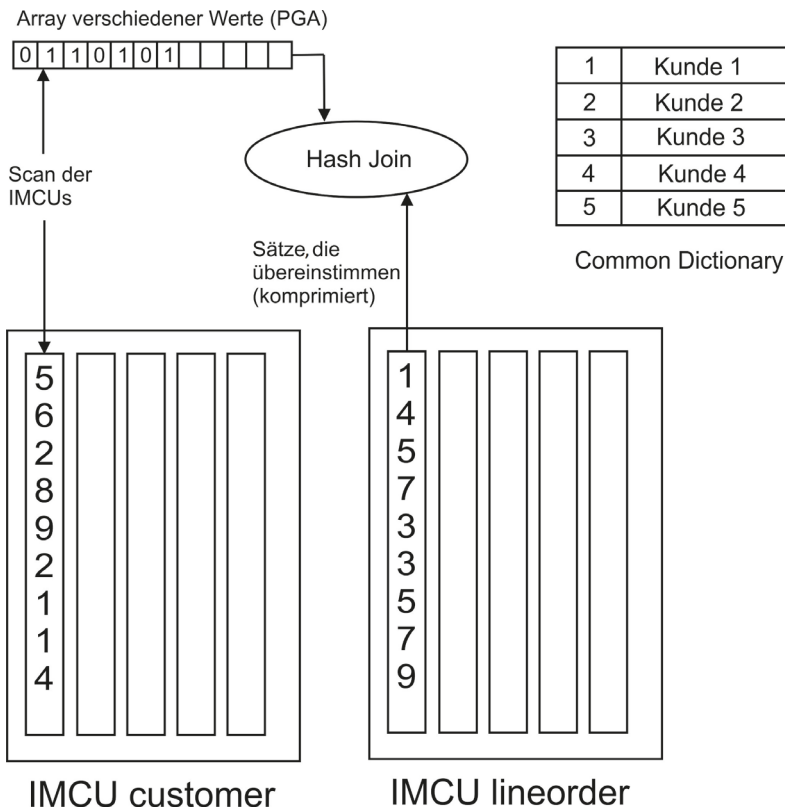 Array verschiedener Werte (PGA)
0 1 1 0 1 0 1
Hash Join
1 Kunde 1
2 Kunde 2
3 Kunde 3
4 Kunde 4
5 Kunde 5
Common Dictionary
Scan der
IMCUs
Sätze, die
übereinstimmen
(komprimiert)
5
6
2
8
9
2
1
1
4
IMCU customer
1
4
5
7
3
3
5
7
9
IMCU lineorder